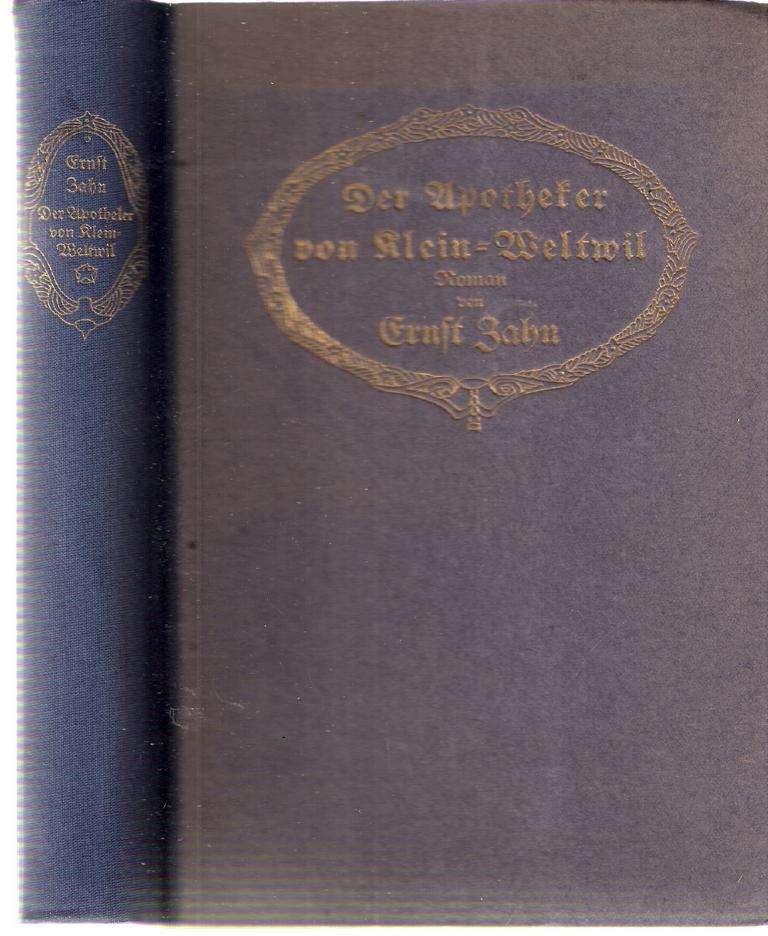 Ernst
Zahn
Der Apotheker
von Klein-
Weltwil
Der Apotheker
von Klein-Weltwil
Roman
von
Ernst Zahn